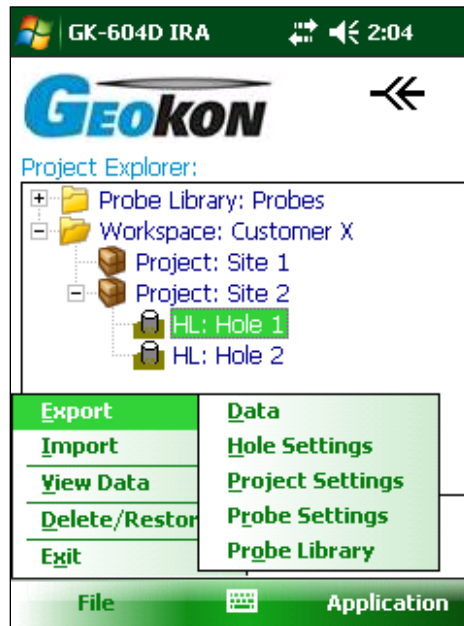 GK-604D IRA 2:04
GEOKON
Project Explorer:
Probe Library: Probes
Workspace: Customer X
Project: Site 1
Project: Site 2
HL: Hole 1
HL: Hole 2
Export
Import
View Data
Delete/Restor
Exit
Data
Hole Settings
Project Settings
Probe Settings
Probe Library
File Application